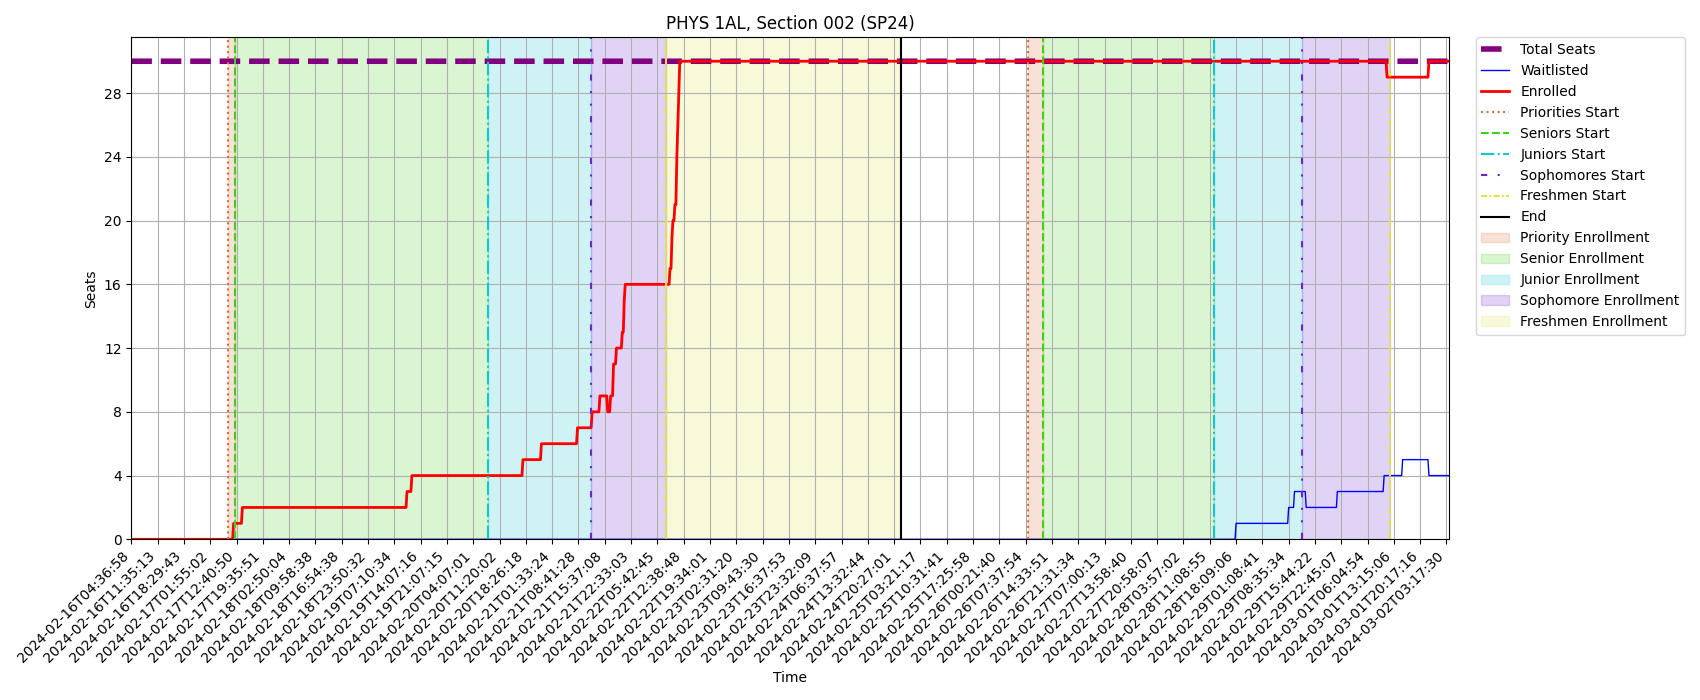 PHYS 1AL, Section 002 (SP24)
Total Seats
Waitlisted
Enrolled
Priorities Start
Seniors Start
Juniors Start
Sophomores Start
Freshmen Start
End
Priority Enrollment
Senior Enrollment
Junior Enrollment
Sophomore Enrollment
Freshmen Enrollment
Seats
28
24
20
16
12
8
4
0
2024-02-16T04:36:58
2024-02-16T11:35:13
2024-02-16T18:29:43
2024-02-17T01:55:02
2024-02-17T12:40:50
2024-02-17T19:35:51
2024-02-18T02:50:04
2024-02-18T09:58:38
2024-02-18T16:54:38
2024-02-18T23:50:32
2024-02-19T07:10:34
2024-02-19T14:07:16
2024-02-19T21:07:15
2024-02-20T04:07:01
2024-02-20T11:20:02
2024-02-20T18:26:18
2024-02-21T01:33:24
2024-02-21T08:41:28
2024-02-21T15:37:08
2024-02-21T22:33:03
2024-02-22T05:42:45
2024-02-22T12:38:48
2024-02-22T19:34:01
2024-02-23T02:31:20
2024-02-23T09:43:30
2024-02-23T16:37:53
2024-02-23T23:32:09
2024-02-24T06:37:57
2024-02-24T13:32:44
2024-02-24T20:27:01
2024-02-25T03:21:17
2024-02-25T10:31:41
2024-02-25T17:25:58
2024-02-26T00:21:40
2024-02-26T07:37:54
2024-02-26T14:33:51
2024-02-26T21:31:34
2024-02-27T07:00:13
2024-02-27T13:58:40
2024-02-27T20:58:07
2024-02-28T03:57:02
2024-02-28T11:08:55
2024-02-28T18:09:06
2024-02-29T01:08:41
2024-02-29T08:35:34
2024-02-29T15:44:22
2024-02-29T22:45:07
2024-03-01T06:04:54
2024-03-01T13:15:06
2024-03-01T20:17:16
2024-03-02T03:17:30
Time